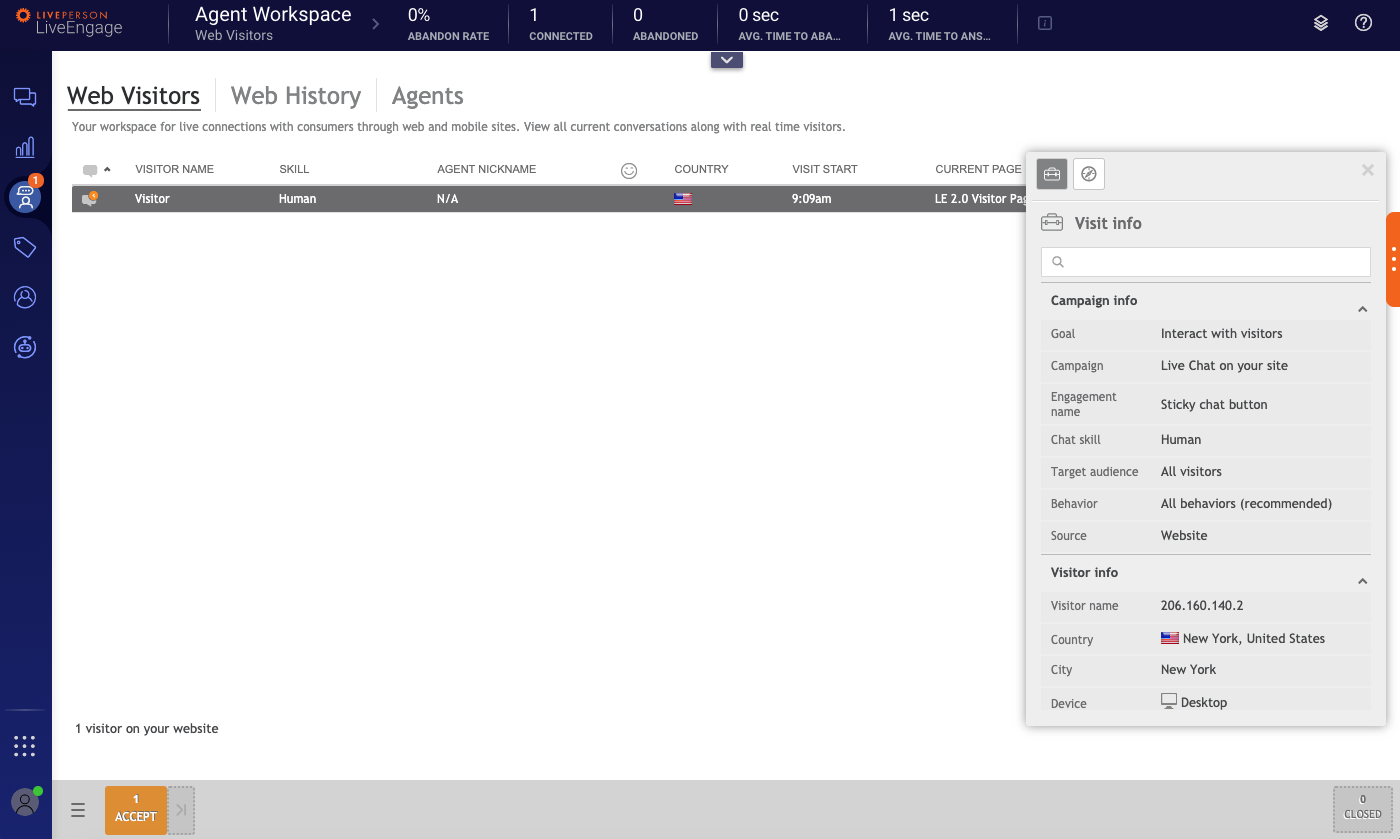 LIVEPERSON
LiveEngage
Agent Workspace
Web Visitors
0%
ABANDON RATE
1
CONNECTED
0
ABANDONED
0 sec
AVG. TIME TO ABA...
1 sec
AVG. TIME TO ANS...
1
Web Visitors
Web History
Agents
Your workspace for live connections with consumers through web and mobile sites. View all current conversations along with real time visitors.
VISITOR NAME
SKILL
AGENT NICKNAME
COUNTRY
VISIT START
CURRENT PAGE
Visitor
Human
N/A
9:09am
LE 2.0 Visitor Pag
Visit info
Campaign info
Goal
Interact with visitors
Campaign
Live Chat on your site
Engagement
name
Sticky chat button
Chat skill
Human
Target audience
All visitors
Behavior
All behaviors (recommended)
Source
Website
Visitor info
Visitor name
206.160.140.2
Country
New York, United States
City
New York
Device
Desktop
1 visitor on your website
1
ACCEPT
0
CLOSED